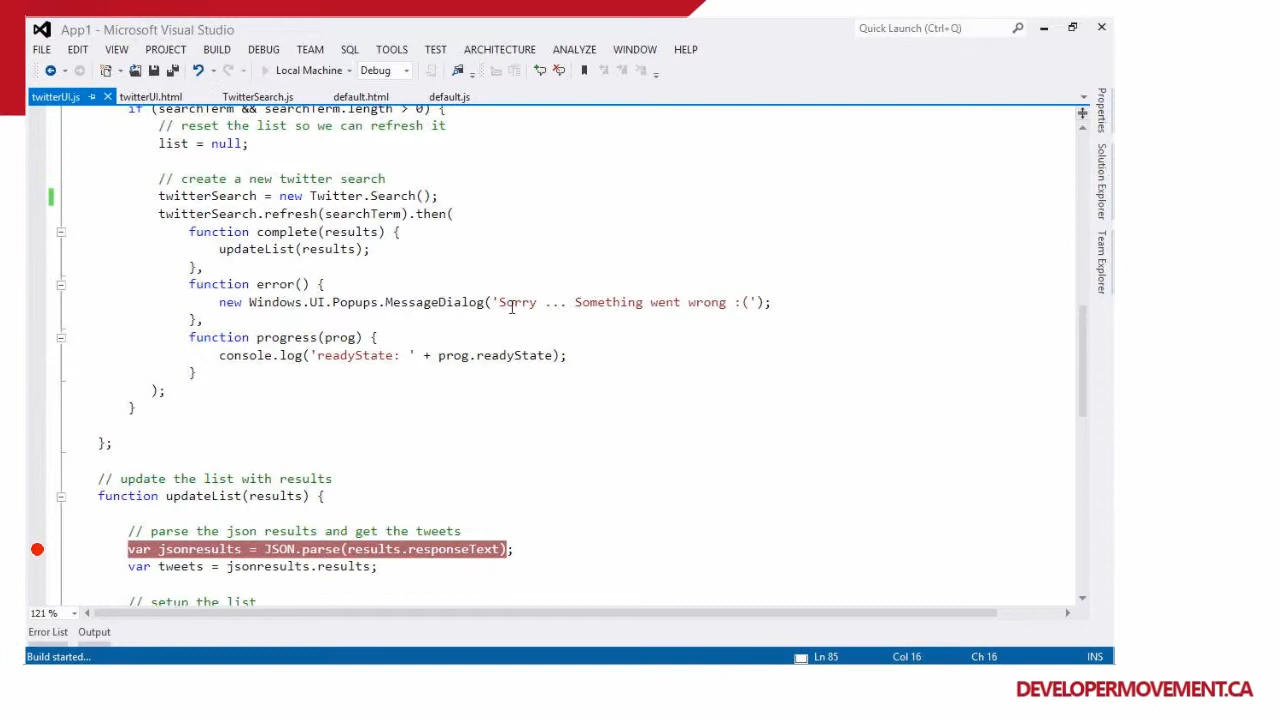 App1 - Microsoft Visual Studio
Quick Launch (Ctrl+Q)
FILE EDIT VIEW PROJECT BUILD DEBUG TEAM SQL TOOLS TEST ARCHITECTURE ANALYZE WINDOW HELP
Local Machine Debug
twitterUI.js twitterUI.html TwitterSearch.js default.html default.js
if (searchTerm && searchTerm.length > 0) {
// reset the list so we can refresh it
list = null;
// create a new twitter search
twitterSearch = new Twitter.Search();
twitterSearch.refresh(searchTerm).then(
function complete(results) {
updateList(results);
},
function error() {
new Windows.UI.Popups.MessageDialog('Sorry ... Something went wrong :(');
},
function progress(prog) {
console.log('readyState: ' + prog.readyState);
}
);
}
};
// update the list with results
function updateList(results) {
// parse the json results and get the tweets
var jsonresults = JSON.parse(results.responseText);
var tweets = jsonresults.results;
// setup the list
121 %
Error List Output
Build started... Ln 85 Col 16 Ch 16 INS
Properties
Solution Explorer
Team Explorer
DEVELOPERMOVEMENT.CA